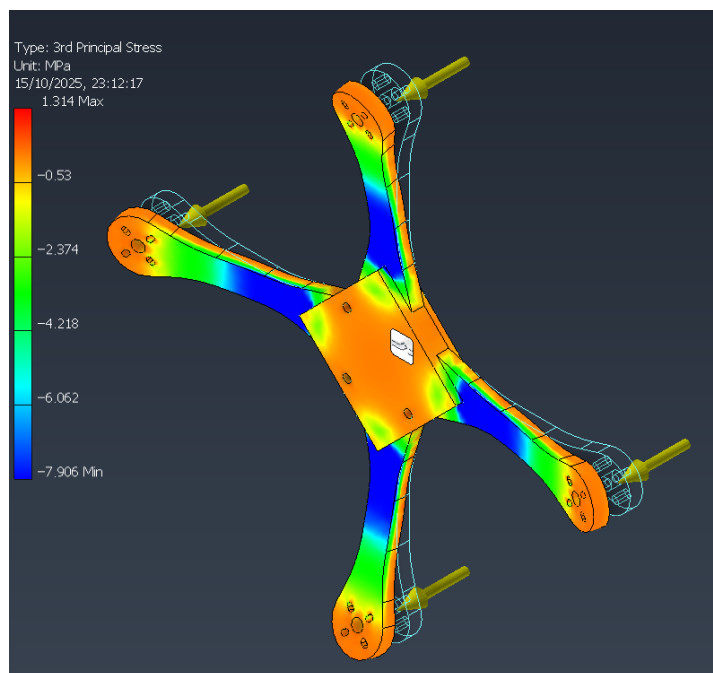 Type: 3rd Principal Stress
Unit: MPa
15/10/2025, 23:12:17
1.314 Max
-0.53
-2.374
-4.218
-6.062
-7.906 Min